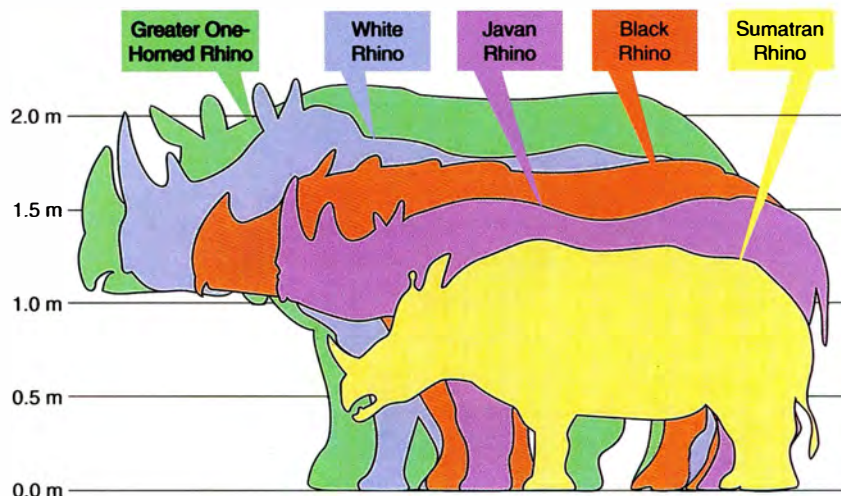 Greater One-
Horned Rhino
White
Rhino
Javan
Rhino
Black
Rhino
Sumatran
Rhino
2.0 m
1.5 m
1.0 m
0.5 m
0.0 m